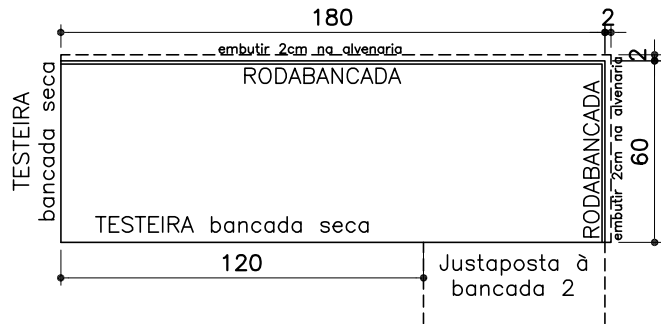 180
2
embutir 2cm na alvenaria
2
RODABANCADA
TESTEIRA
bancada seca
RODABANCADA
embutir 2cm na alvenaria
60
TESTEIRA bancada seca
120
Justaposta à
bancada 2